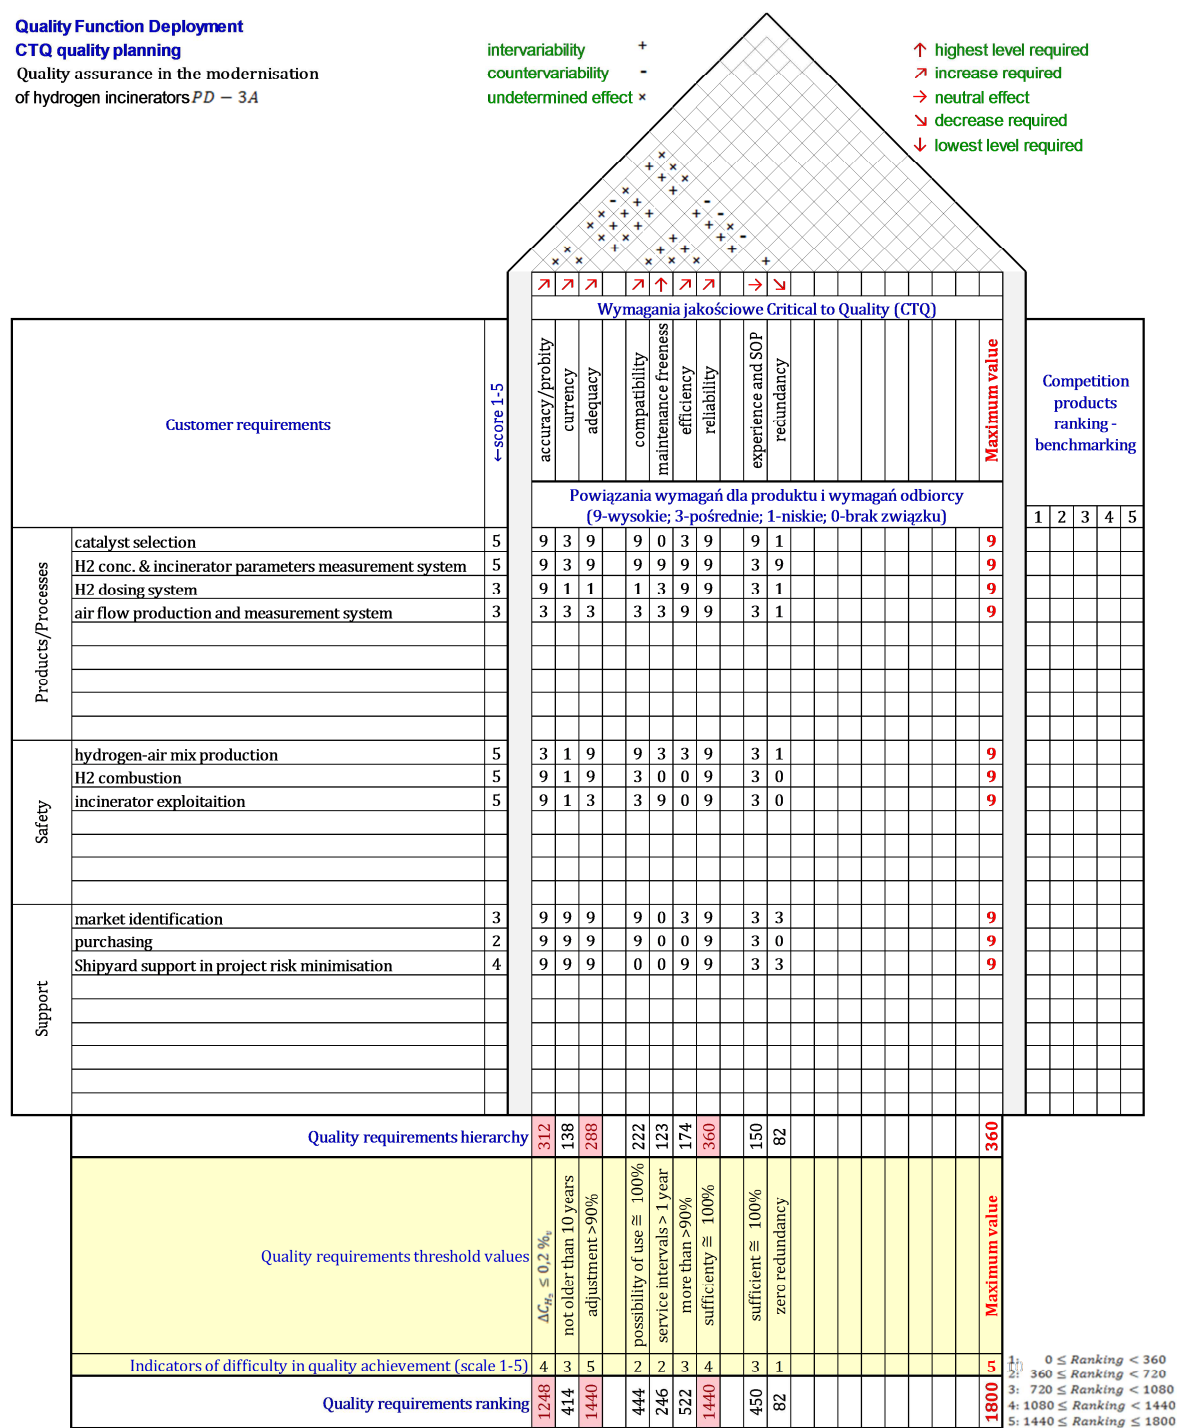 Quality Function Deployment
CTQ quality planning
Quality assurance in the modernisation
of hydrogen incinerators PD − 3A
intervariability +
countervariability -
undetermined effect ×
↑ highest level required
↗ increase required
→ neutral effect
↘ decrease required
↓ lowest level required
↗ ↗ ↗ ↗ ↑ ↗ ↗ → ↘
Wymagania jakościowe Critical to Quality (CTQ)
Customer requirements
←score 1-5
accuracy/probity
currency
adequacy
compatibility
maintenance freeness
efficiency
reliability
experience and SOP
redundancy
Maximum value
Competition
products
ranking -
benchmarking
Powiązania wymagań dla produktu i wymagań odbiorcy
(9-wysokie; 3-pośrednie; 1-niskie; 0-brak związku)
1 2 3 4 5
Products/Processes
catalyst selection 5 9 3 9 9 0 3 9 9 1 9
H2 conc. & incinerator parameters measurement system 5 9 3 9 9 9 9 9 3 9 9
H2 dosing system 3 9 1 1 1 3 9 9 3 1 9
air flow production and measurement system 3 3 3 3 3 3 9 9 3 1 9
Safety
hydrogen-air mix production 5 3 1 9 9 3 3 9 3 1 9
H2 combustion 5 9 1 9 3 0 0 9 3 0 9
incinerator exploitaition 5 9 1 3 3 9 0 9 3 0 9
Support
market identification 3 9 9 9 9 0 3 9 3 3 9
purchasing 2 9 9 9 9 0 0 9 3 0 9
Shipyard support in project risk minimisation 4 9 9 9 0 0 9 9 3 3 9
Quality requirements hierarchy 312 138 288 222 123 174 360 150 82 360
Quality requirements threshold values
ΔC_H₂ ≤ 0,2 %ᵥ
not older than 10 years
adjustment >90%
possibility of use ≅ 100%
service intervals > 1 year
more than >90%
sufficienty ≅ 100%
sufficient ≅ 100%
zero redundancy
Maximum value
Indicators of difficulty in quality achievement (scale 1-5) 4 3 5 2 2 3 4 3 1 5
Quality requirements ranking 1248 414 1440 444 246 522 1440 450 82 1800
1: 0 ≤ Ranking < 360
2: 360 ≤ Ranking < 720
3: 720 ≤ Ranking < 1080
4: 1080 ≤ Ranking < 1440
5: 1440 ≤ Ranking ≤ 1800